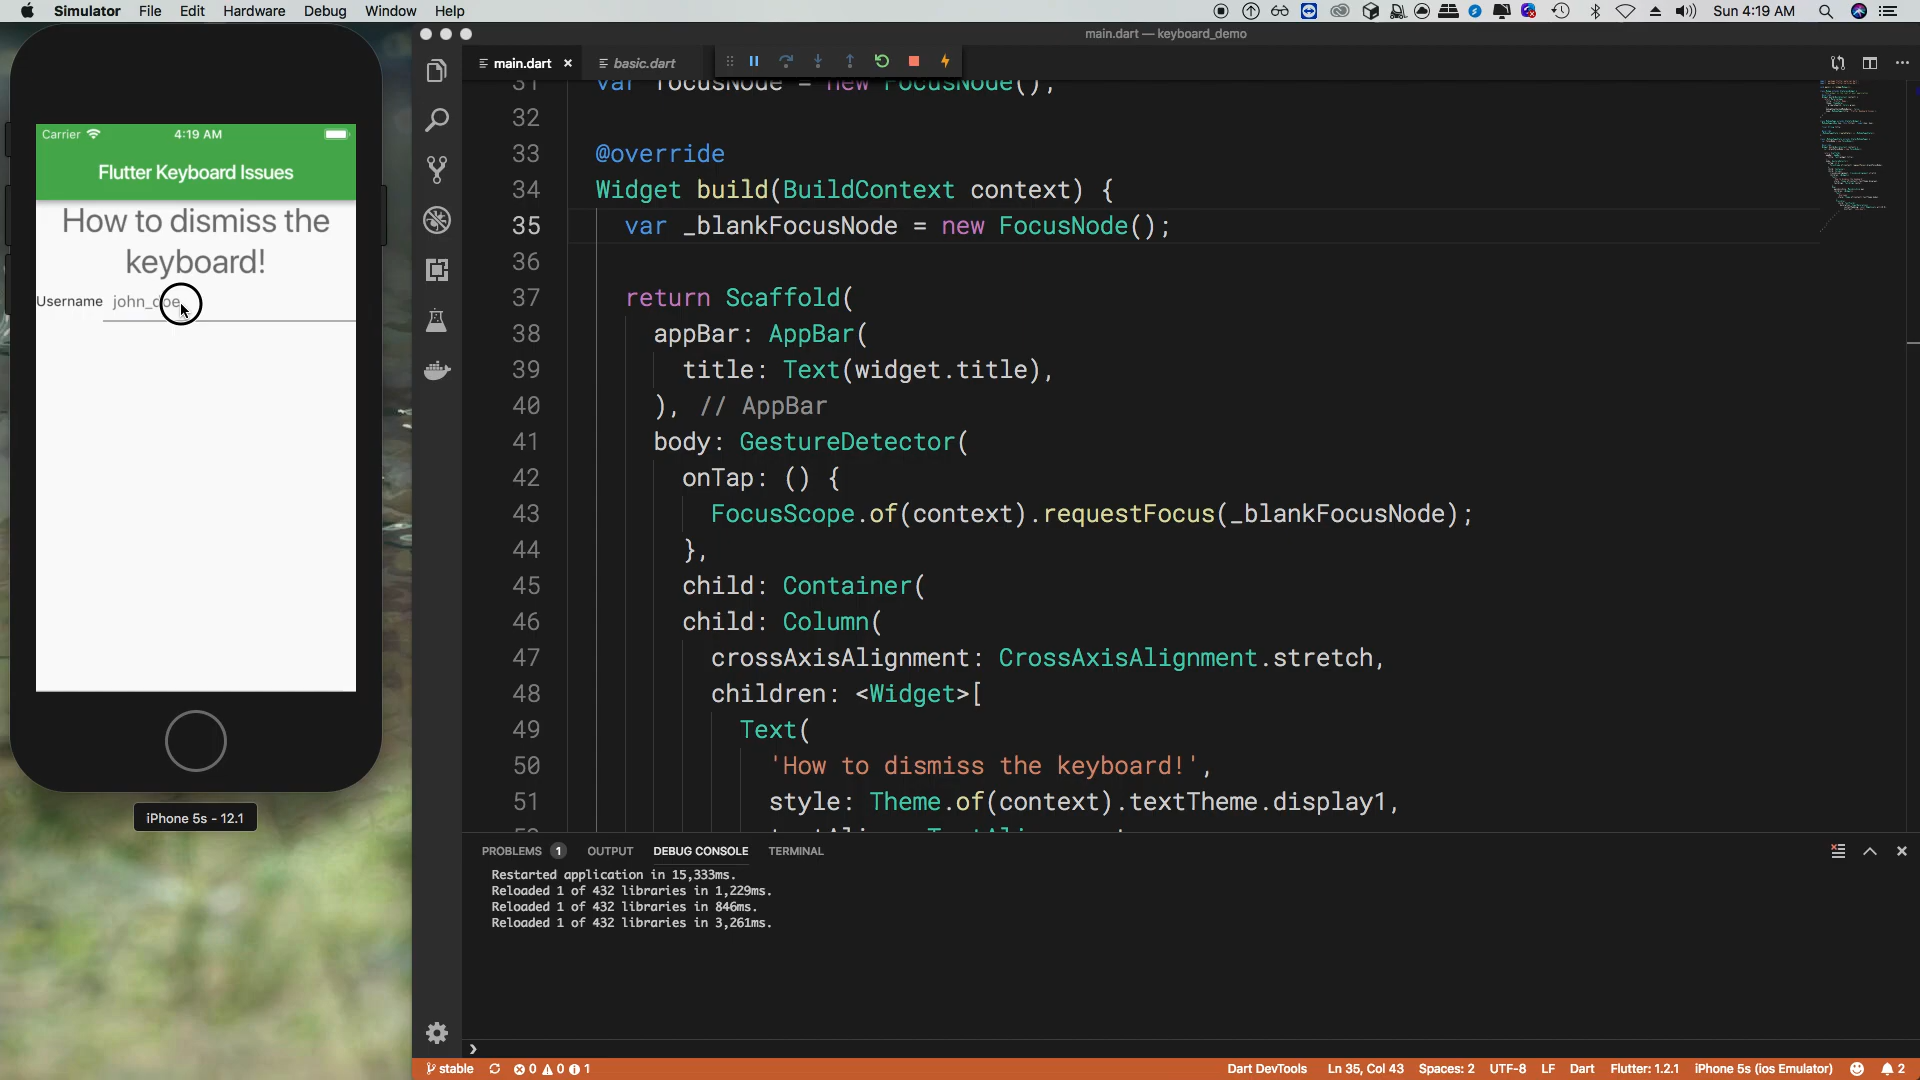 Simulator File Edit Hardware Debug Window Help
Sun 4:19 AM
main.dart — keyboard_demo
main.dart
basic.dart
31 var focusNode = new FocusNode();
32
33 @override
34 Widget build(BuildContext context) {
35 var _blankFocusNode = new FocusNode();
36
37 return Scaffold(
38 appBar: AppBar(
39 title: Text(widget.title),
40 ), // AppBar
41 body: GestureDetector(
42 onTap: () {
43 FocusScope.of(context).requestFocus(_blankFocusNode);
44 },
45 child: Container(
46 child: Column(
47 crossAxisAlignment: CrossAxisAlignment.stretch,
48 children: <Widget>[
49 Text(
50 'How to dismiss the keyboard!',
51 style: Theme.of(context).textTheme.display1,
Carrier 4:19 AM
Flutter Keyboard Issues
How to dismiss the
keyboard!
Username john_doe
iPhone 5s - 12.1
PROBLEMS 1 OUTPUT DEBUG CONSOLE TERMINAL
Restarted application in 15,333ms.
Reloaded 1 of 432 libraries in 1,229ms.
Reloaded 1 of 432 libraries in 846ms.
Reloaded 1 of 432 libraries in 3,261ms.
stable 0 0 1 Dart DevTools Ln 35, Col 43 Spaces: 2 UTF-8 LF Dart Flutter: 1.2.1 iPhone 5s (ios Emulator) 2